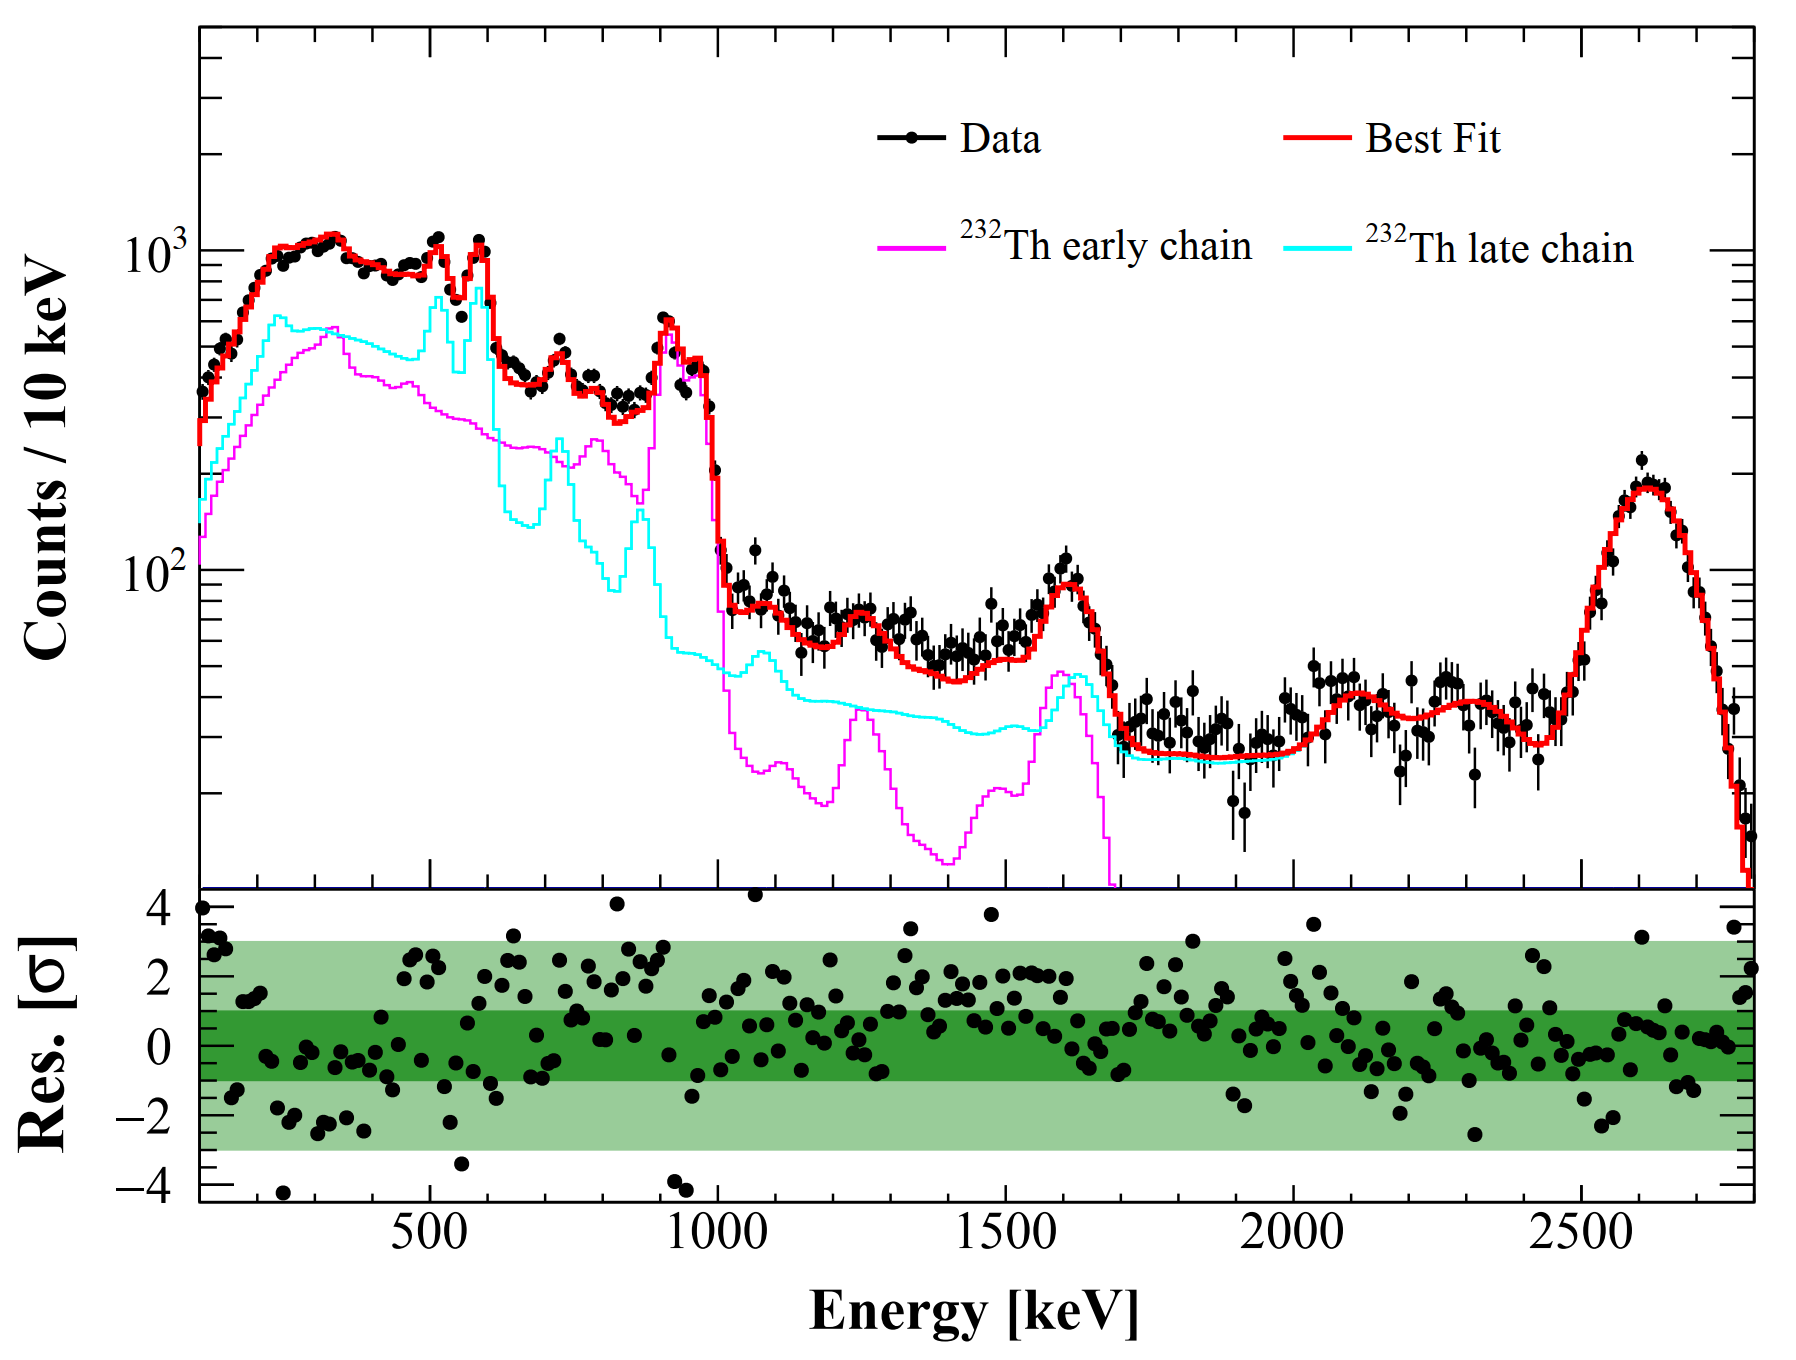 Counts / 10 keV
10³
10²
Data
Best Fit
²³²Th early chain
²³²Th late chain
Res. [σ]
4
2
0
−2
−4
500
1000
1500
2000
2500
Energy [keV]